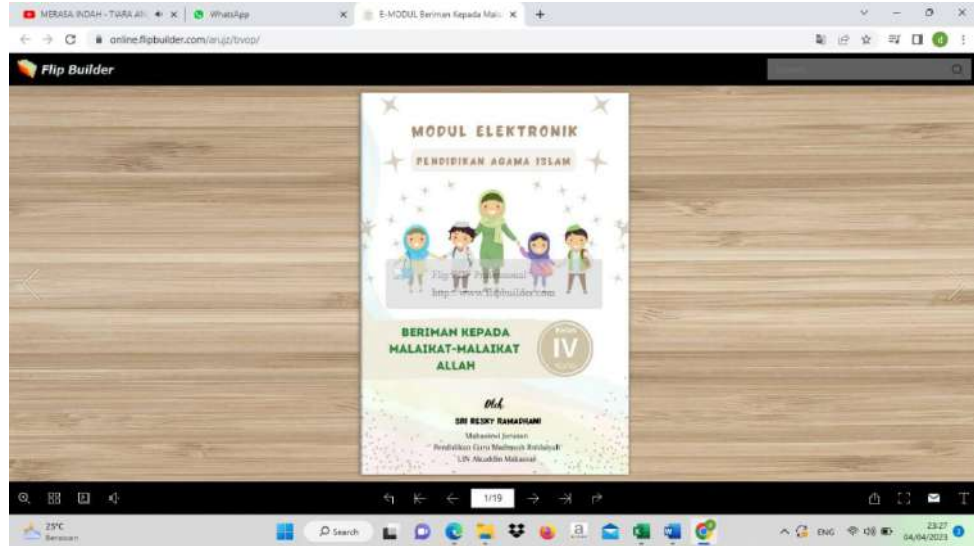 MERASA INDAH - TIARA
WhatsApp
E-MODUL Beriman Kepada
online.flipbuilder.com/arujz/bvop/
Flip Builder
MODUL ELEKTRONIK
PENDIDIKAN AGAMA ISLAM
Flip PDF Professional
http://www.flipbuilder.com
BERIMAN KEPADA
MALAIKAT-MALAIKAT
ALLAH
IV
Oleh
SRI RESKY RAMADHANI
Mahasiswi Jurusan
Pendidikan Guru Madrasah Ibtidaiyah
UIN Alauddin Makassar
1/19
25°C
Berawan
Search
ENG
23:27
04/04/2023